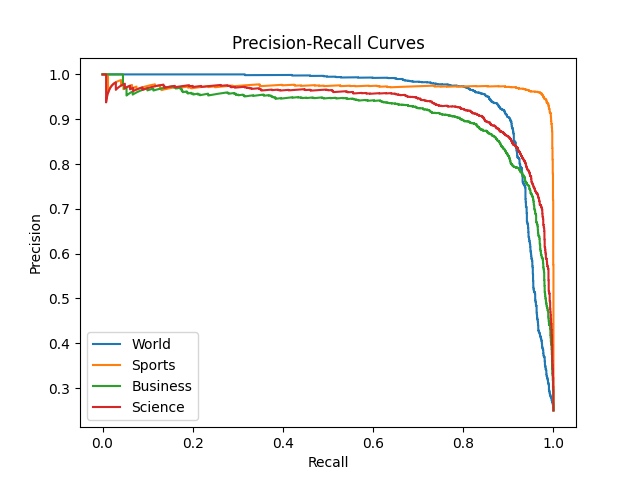 Precision-Recall Curves
1.0
0.9
0.8
0.7
0.6
0.5
0.4
0.3
Precision
World
Sports
Business
Science
0.0 0.2 0.4 0.6 0.8 1.0
Recall